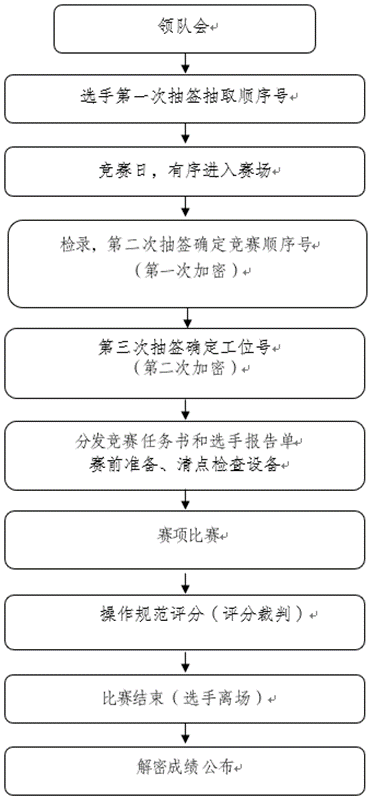 领队会
选手第一次抽签抽取顺序号
竞赛日，有序进入赛场
检录，第二次抽签确定竞赛顺序号
（第一次加密）
第三次抽签确定工位号
（第二次加密）
分发竞赛任务书和选手报告单
赛前准备、清点检查设备
赛项比赛
操作规范评分（评分裁判）
比赛结束（选手离场）
解密成绩公布